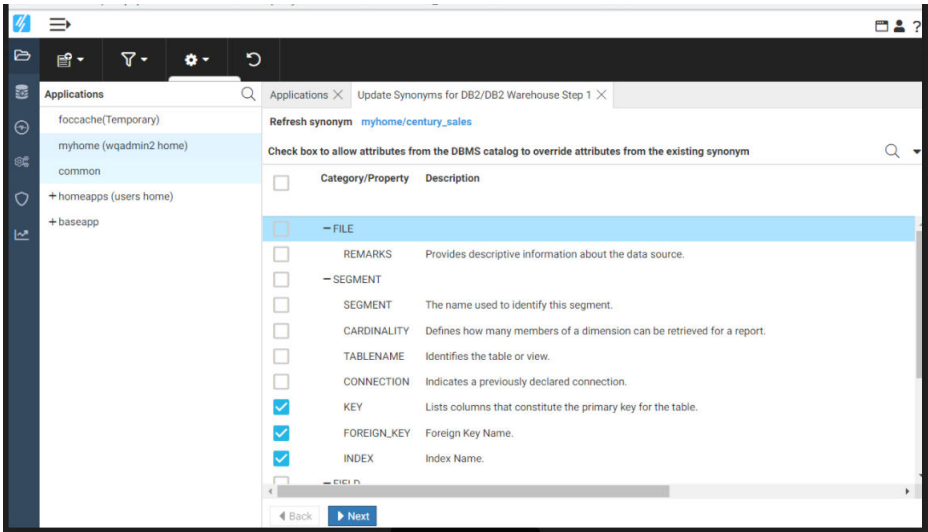 ?
Applications
foccache(Temporary)
myhome (wqadmin2 home)
common
+homeapps (users home)
+baseapp
Applications × Update Synonyms for DB2/DB2 Warehouse Step 1 ×
Refresh synonym myhome/century_sales
Check box to allow attributes from the DBMS catalog to override attributes from the existing synonym
Category/Property Description
−FILE
REMARKS Provides descriptive information about the data source.
−SEGMENT
SEGMENT The name used to identify this segment.
CARDINALITY Defines how many members of a dimension can be retrieved for a report.
TABLENAME Identifies the table or view.
CONNECTION Indicates a previously declared connection.
KEY Lists columns that constitute the primary key for the table.
FOREIGN_KEY Foreign Key Name.
INDEX Index Name.
−FIELD
Back Next